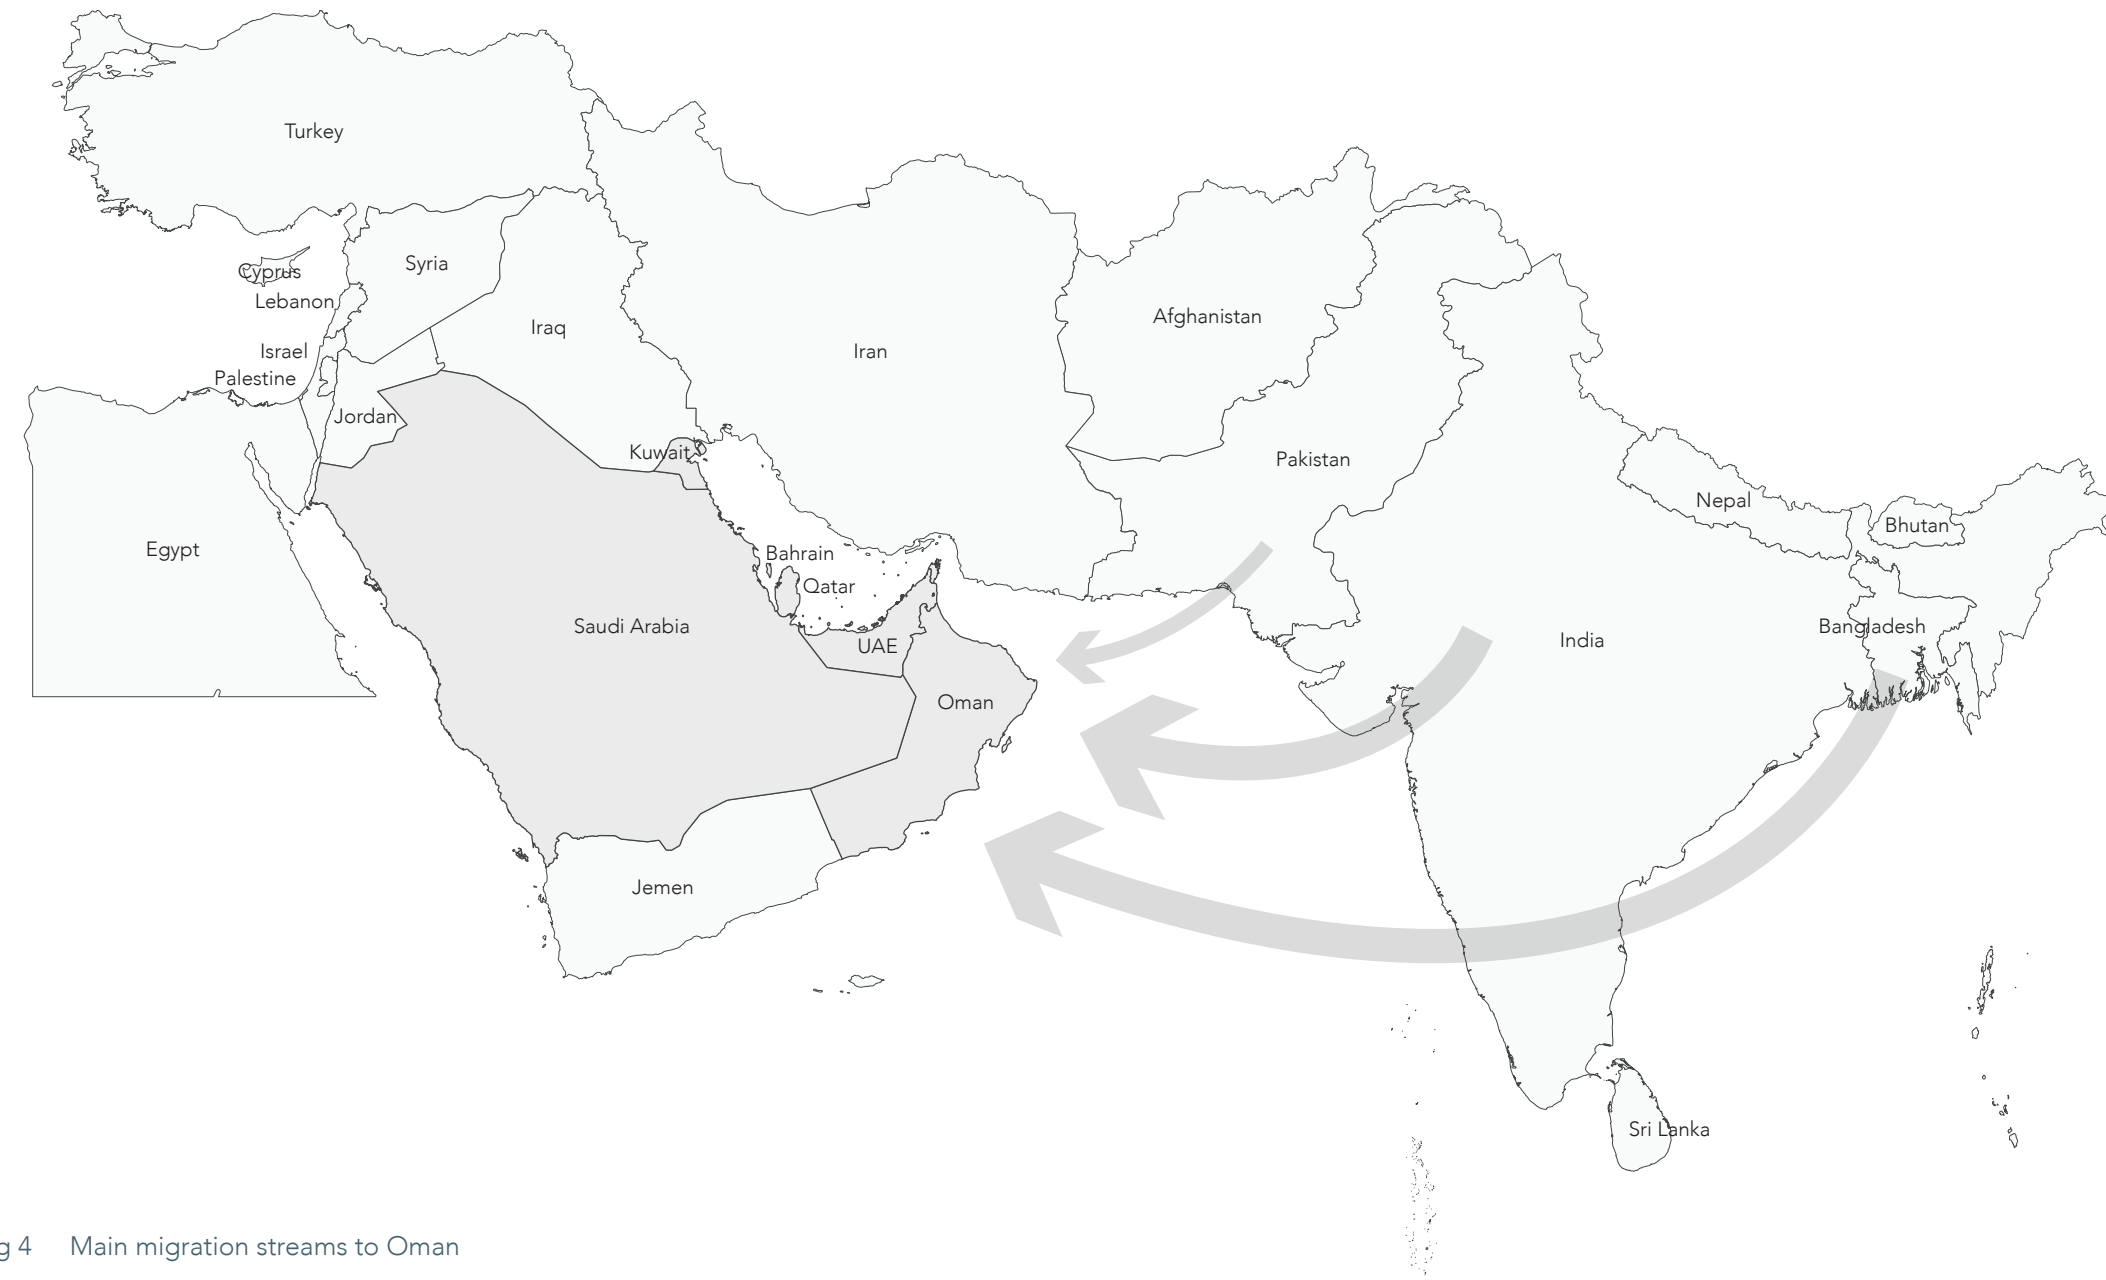 Turkey
Cyprus
Syria
Lebanon
Iraq
Iran
Afghanistan
Israel
Palestine
Jordan
Kuwait
Pakistan
Nepal
Bhutan
Egypt
Bahrain
Qatar
Saudi Arabia
UAE
India
Bangladesh
Oman
Jemen
Sri Lanka
g 4 Main migration streams to Oman